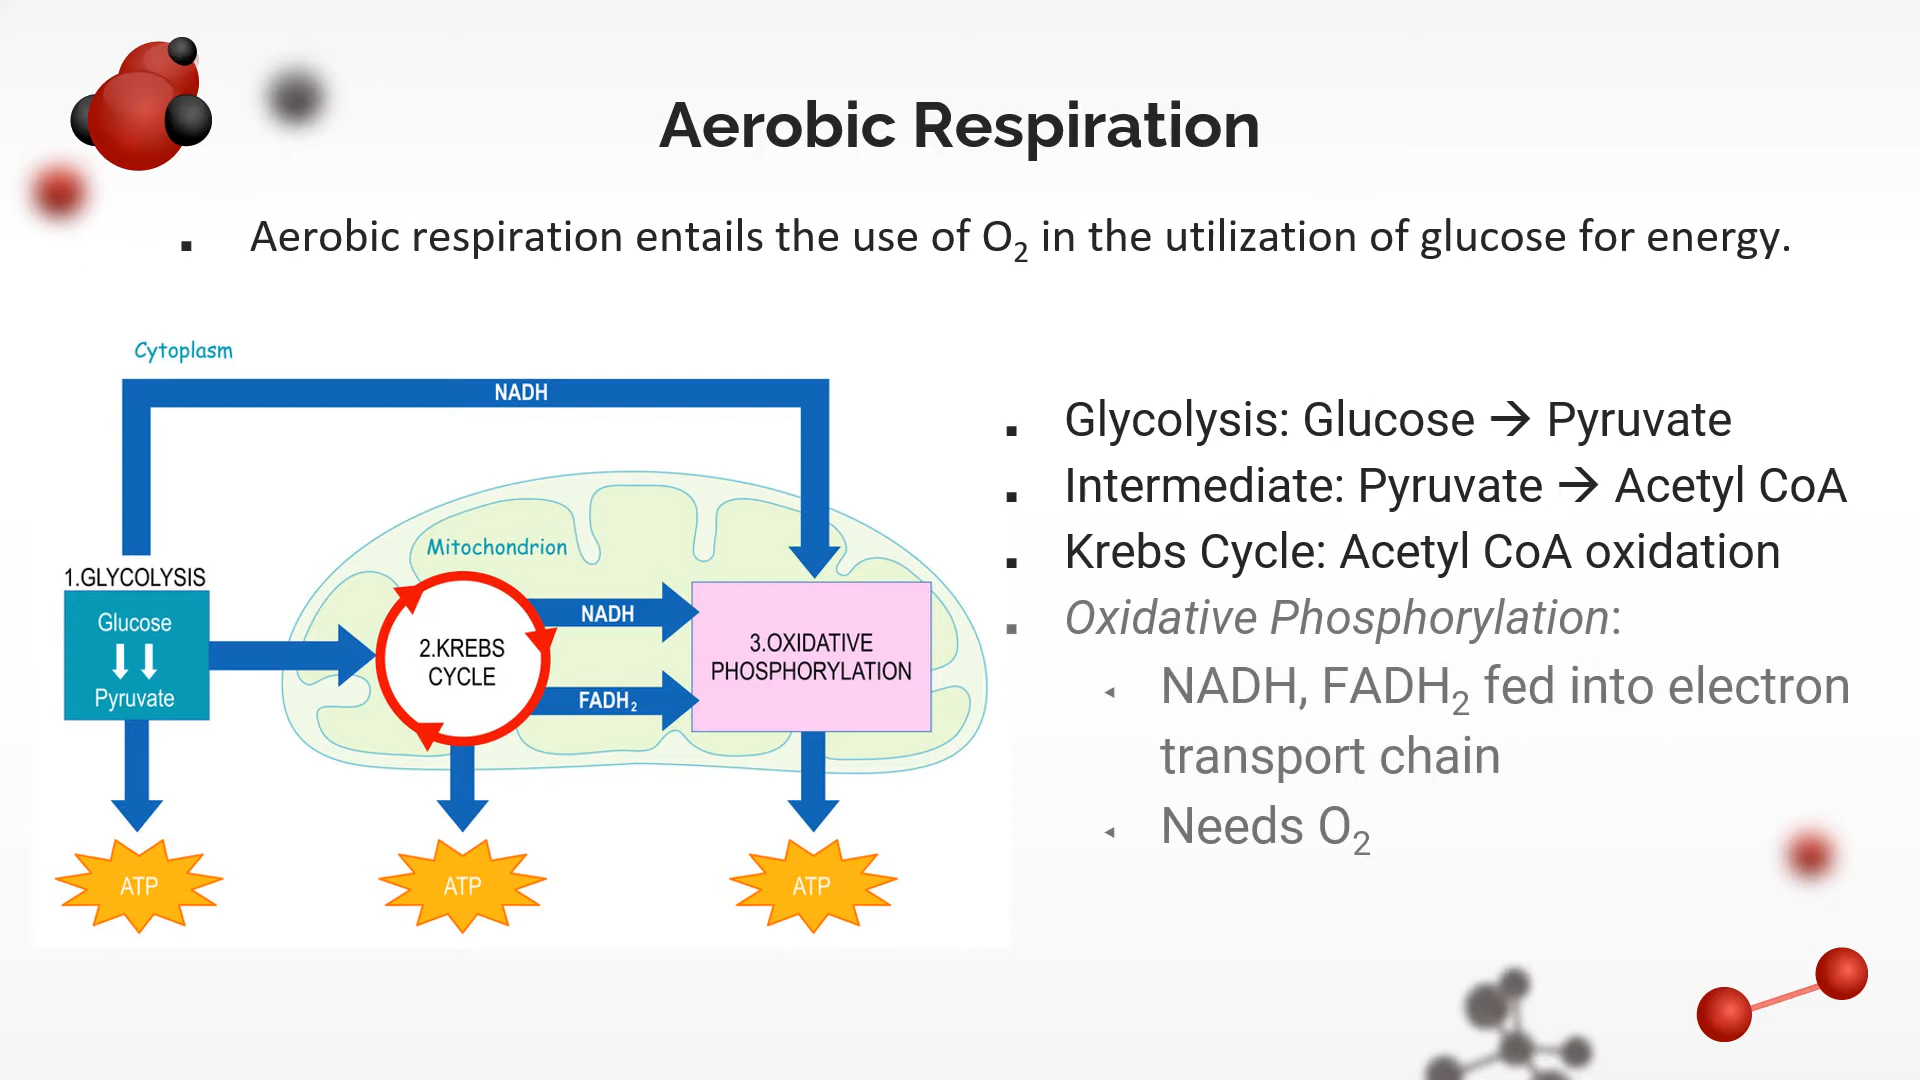 Aerobic Respiration
▪ Aerobic respiration entails the use of O₂ in the utilization of glucose for energy.
Cytoplasm
NADH
Mitochondrion
1.GLYCOLYSIS
Glucose
Pyruvate
2.KREBS
CYCLE
NADH
FADH₂
3.OXIDATIVE
PHOSPHORYLATION
ATP
ATP
ATP
▪ Glycolysis: Glucose → Pyruvate
▪ Intermediate: Pyruvate → Acetyl CoA
▪ Krebs Cycle: Acetyl CoA oxidation
▪ Oxidative Phosphorylation:
◂ NADH, FADH₂ fed into electron
transport chain
◂ Needs O₂